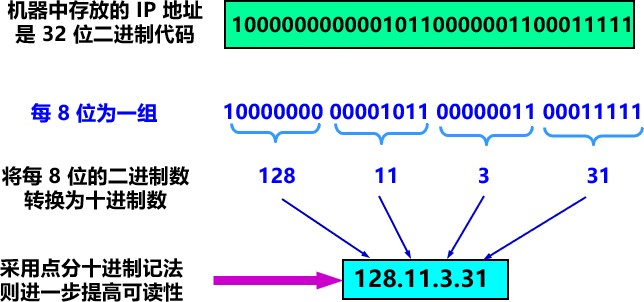 机器中存放的 IP 地址
是 32 位二进制代码
10000000000010110000001100011111
每 8 位为一组
10000000 00001011 00000011 00011111
将每 8 位的二进制数
转换为十进制数
128 11 3 31
采用点分十进制记法
则进一步提高可读性
128.11.3.31